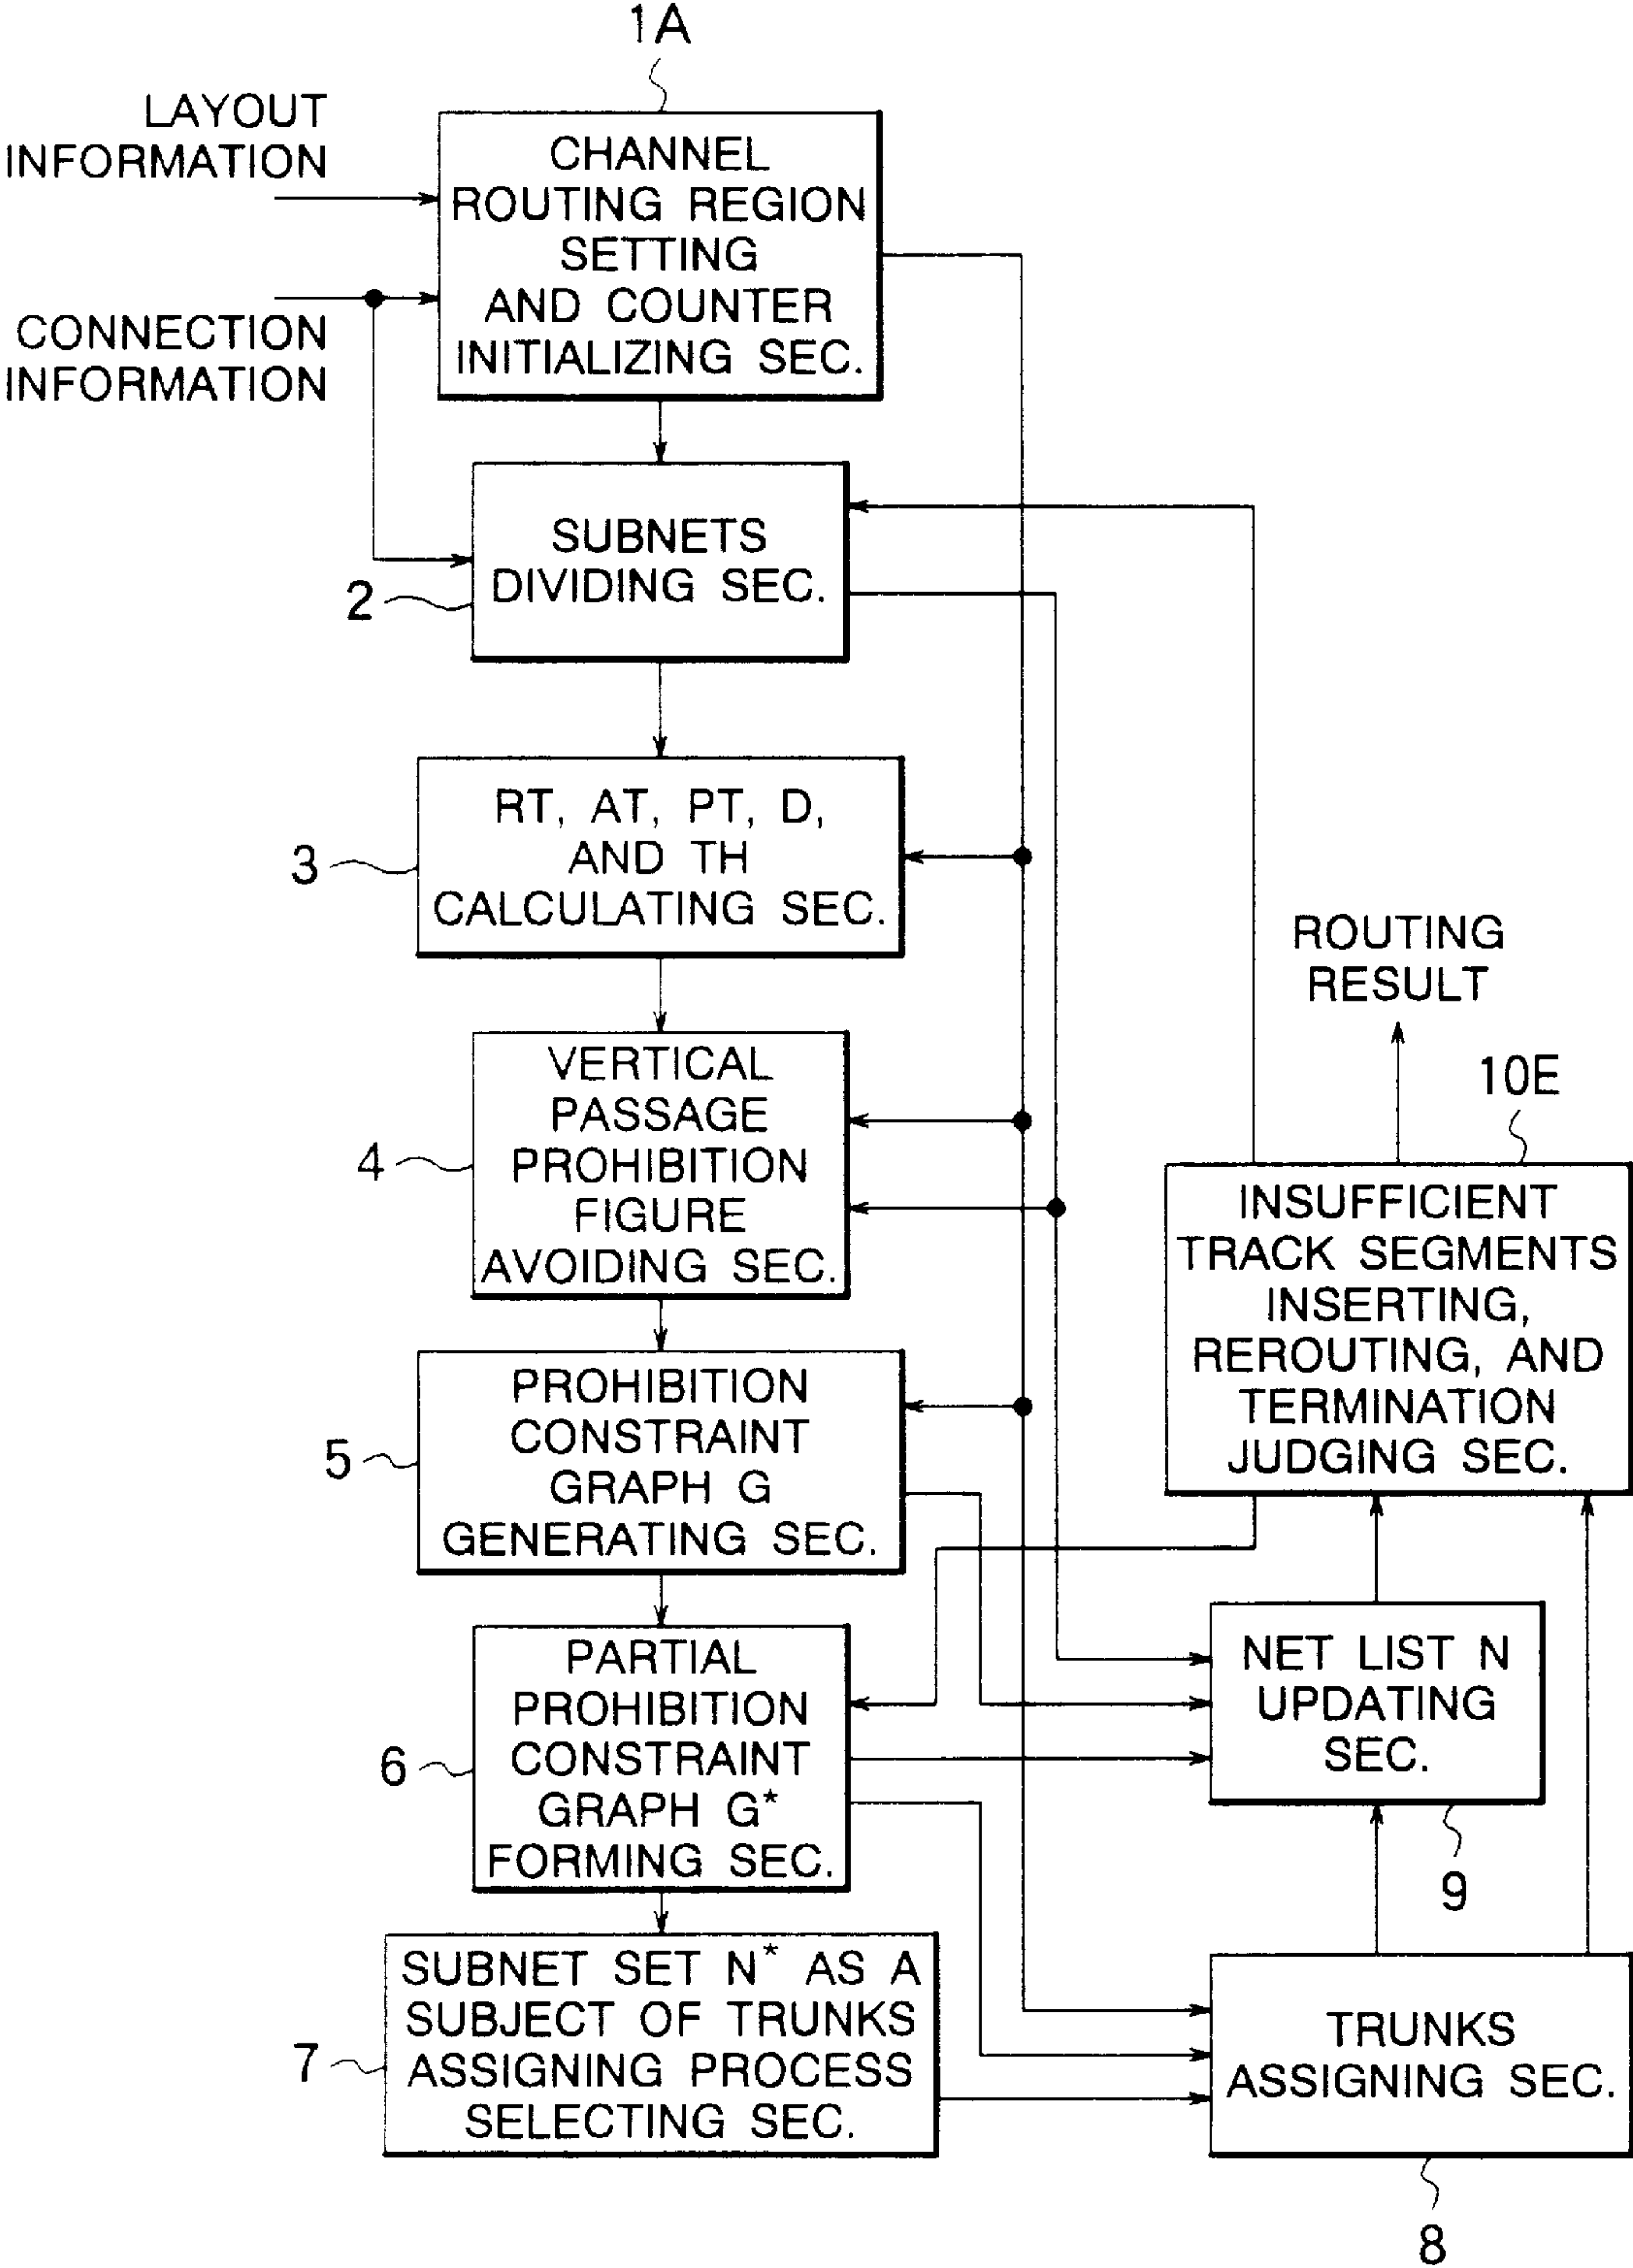 1A
LAYOUT
INFORMATION
CHANNEL
ROUTING REGION
SETTING
AND COUNTER
INITIALIZING SEC.
CONNECTION
INFORMATION
SUBNETS
DIVIDING SEC.
2
RT, AT, PT, D,
AND TH
CALCULATING SEC.
3
ROUTING
RESULT
VERTICAL
PASSAGE
PROHIBITION
FIGURE
AVOIDING SEC.
4
10E
INSUFFICIENT
TRACK SEGMENTS
INSERTING,
REROUTING, AND
TERMINATION
JUDGING SEC.
PROHIBITION
CONSTRAINT
GRAPH G
GENERATING SEC.
5
PARTIAL
PROHIBITION
CONSTRAINT
GRAPH G*
FORMING SEC.
6
NET LIST N
UPDATING
SEC.
9
SUBNET SET N* AS A
SUBJECT OF TRUNKS
ASSIGNING PROCESS
SELECTING SEC.
7
TRUNKS
ASSIGNING SEC.
8